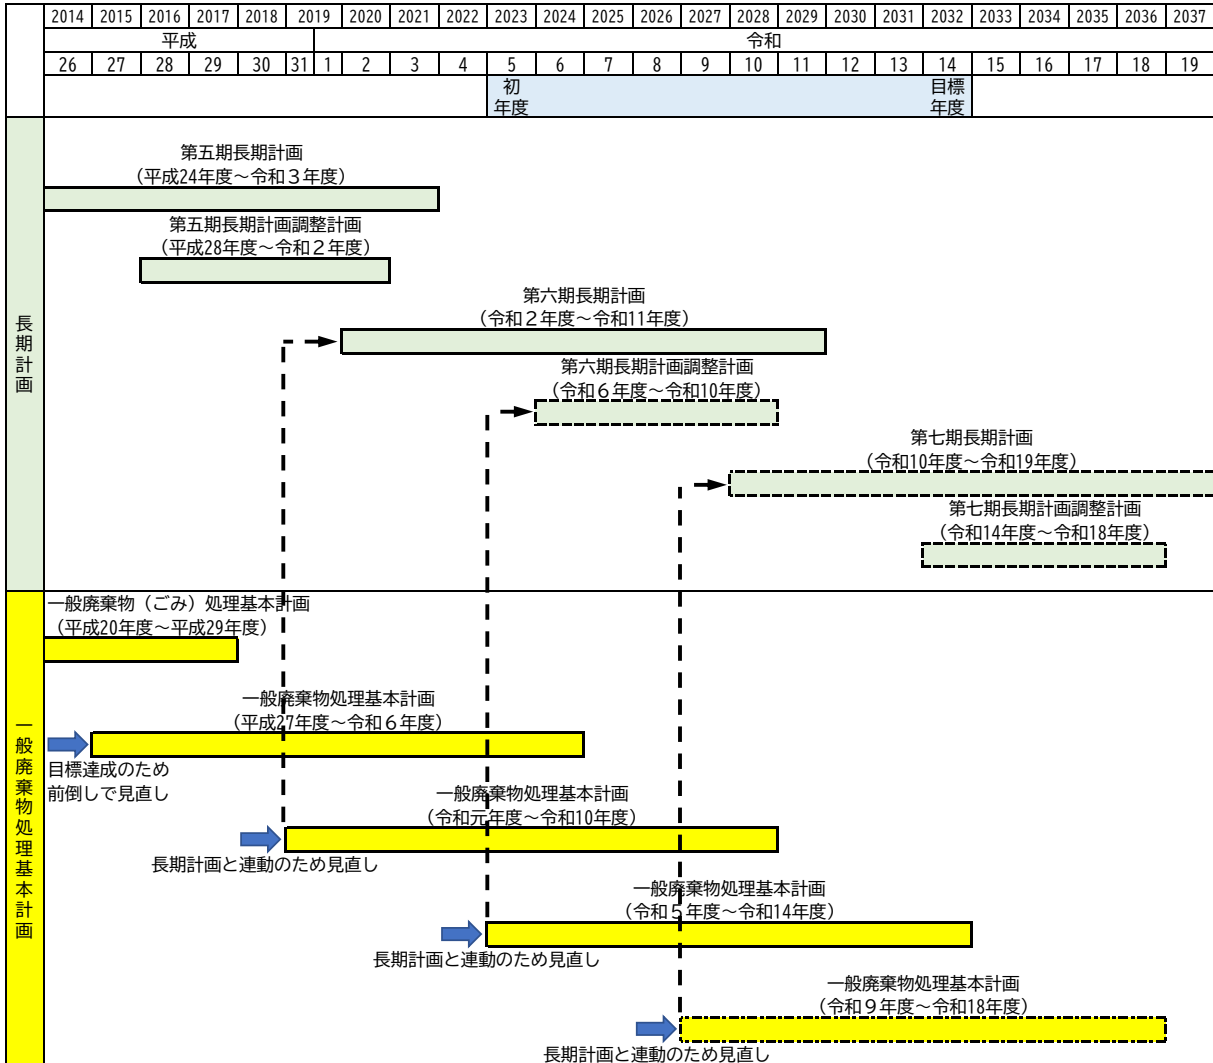 2014 2015 2016 2017 2018 2019 2020 2021 2022 2023 2024 2025 2026 2027 2028 2029 2030 2031 2032 2033 2034 2035 2036 2037
平成 令和
26 27 28 29 30 31 1 2 3 4 5 6 7 8 9 10 11 12 13 14 15 16 17 18 19
初 目標
年度 年度
長期計画
第五期長期計画
（平成24年度～令和３年度）
第五期長期計画調整計画
（平成28年度～令和２年度）
第六期長期計画
（令和２年度～令和11年度）
第六期長期計画調整計画
（令和６年度～令和10年度）
第七期長期計画
（令和10年度～令和19年度）
第七期長期計画調整計画
（令和14年度～令和18年度）
一般廃棄物処理基本計画
一般廃棄物（ごみ）処理基本計画
（平成20年度～平成29年度）
一般廃棄物処理基本計画
（平成27年度～令和６年度）
目標達成のため
前倒しで見直し
一般廃棄物処理基本計画
（令和元年度～令和10年度）
長期計画と連動のため見直し
一般廃棄物処理基本計画
（令和５年度～令和14年度）
長期計画と連動のため見直し
一般廃棄物処理基本計画
（令和９年度～令和18年度）
長期計画と連動のため見直し